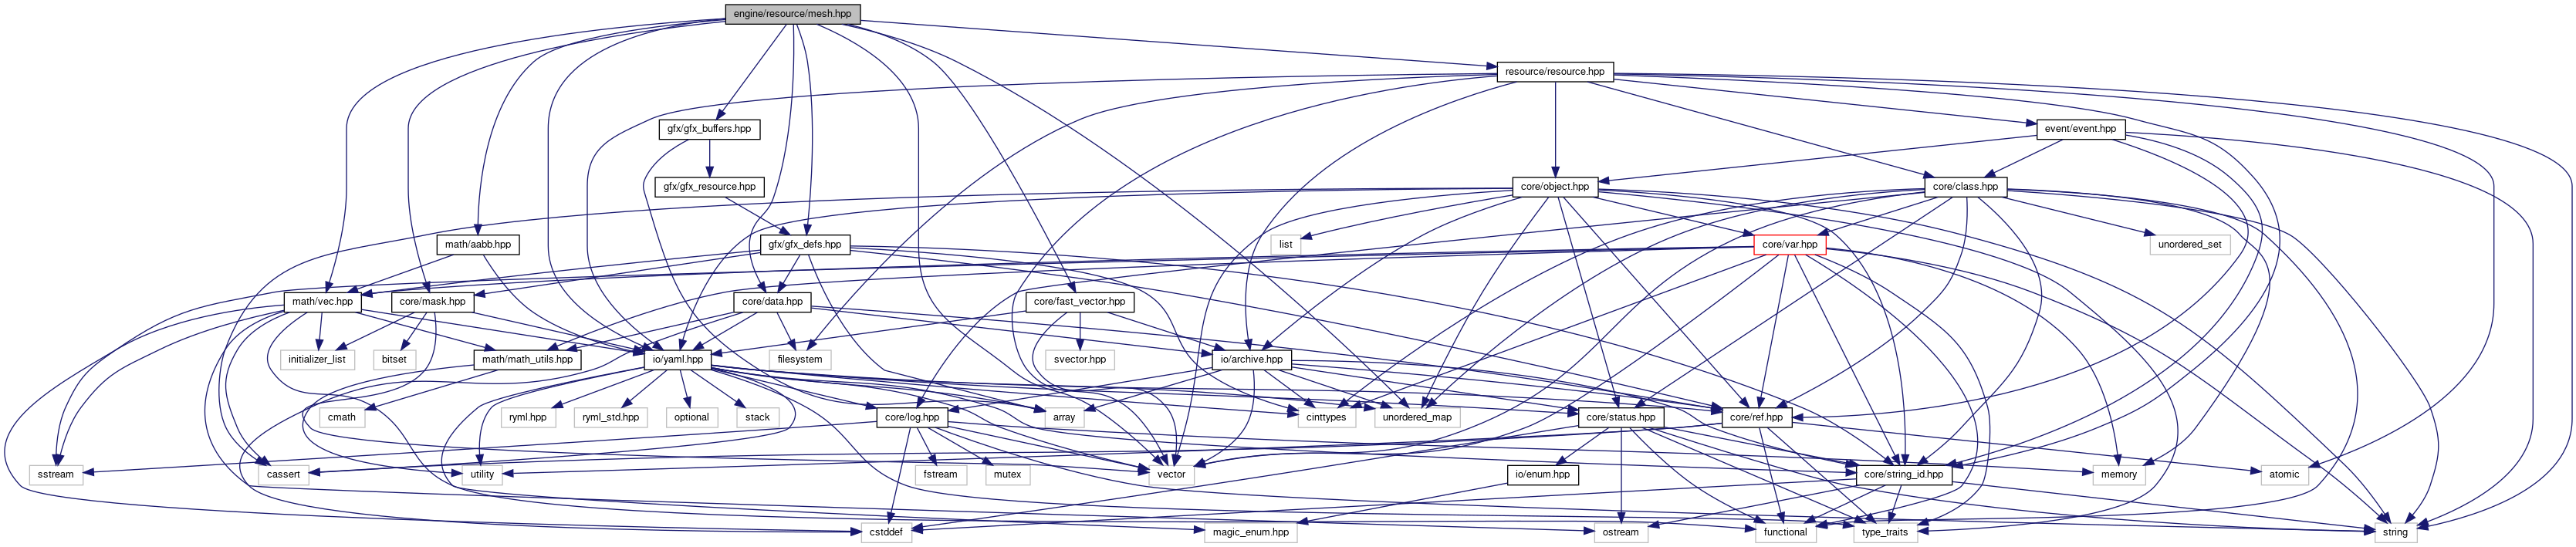 engine/resource/mesh.hpp
resource/resource.hpp
gfx/gfx_buffers.hpp
event/event.hpp
gfx/gfx_resource.hpp
core/object.hpp
core/class.hpp
math/aabb.hpp
gfx/gfx_defs.hpp
list
core/var.hpp
unordered_set
math/vec.hpp
core/mask.hpp
core/data.hpp
core/fast_vector.hpp
initializer_list
bitset
math/math_utils.hpp
io/yaml.hpp
filesystem
svector.hpp
io/archive.hpp
cmath
ryml.hpp
ryml_std.hpp
optional
stack
core/log.hpp
array
cinttypes
unordered_map
core/status.hpp
core/ref.hpp
sstream
cassert
utility
fstream
mutex
vector
io/enum.hpp
core/string_id.hpp
memory
atomic
cstddef
magic_enum.hpp
ostream
functional
type_traits
string